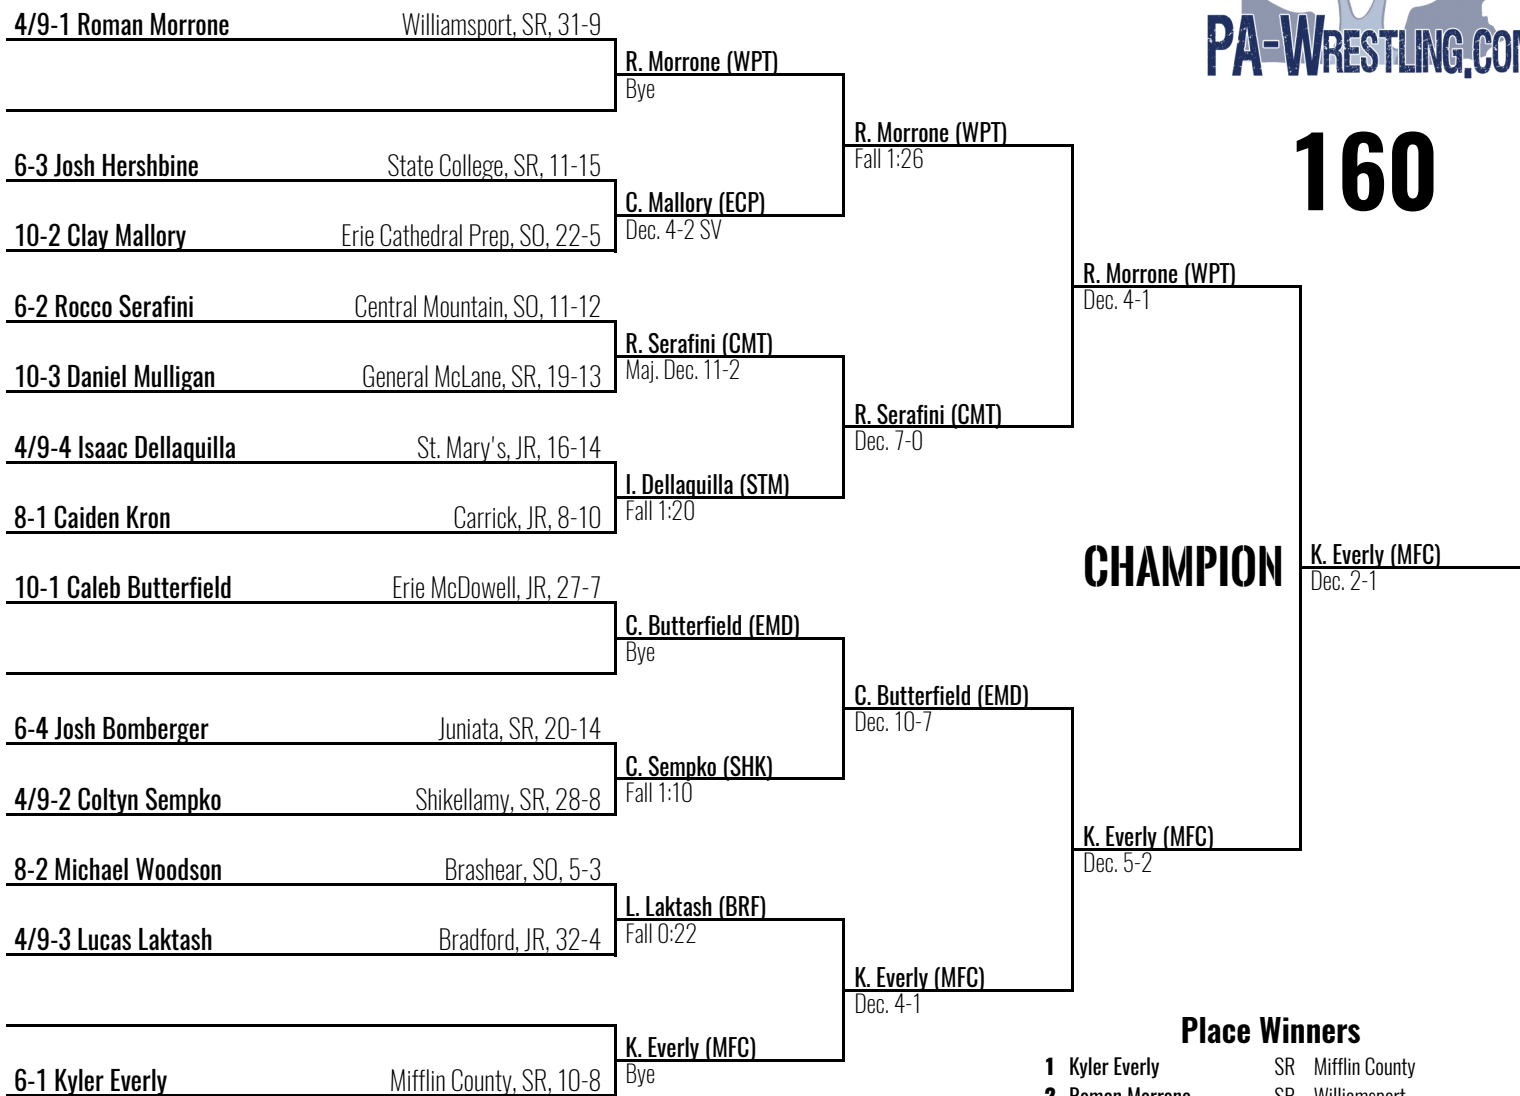 4/9-1 Roman Morrone Williamsport, SR, 31-9
PA-WRESTLING.COM
R. Morrone (WPT)
Bye
R. Morrone (WPT)
Fall 1:26
160
6-3 Josh Hershbine State College, SR, 11-15
C. Mallory (ECP)
Dec. 4-2 SV
10-2 Clay Mallory Erie Cathedral Prep, SO, 22-5
R. Morrone (WPT)
Dec. 4-1
6-2 Rocco Serafini Central Mountain, SO, 11-12
R. Serafini (CMT)
Maj. Dec. 11-2
10-3 Daniel Mulligan General McLane, SR, 19-13
R. Serafini (CMT)
Dec. 7-0
4/9-4 Isaac Dellaquilla St. Mary's, JR, 16-14
I. Dellaquilla (STM)
Fall 1:20
8-1 Caiden Kron Carrick, JR, 8-10
CHAMPION
K. Everly (MFC)
Dec. 2-1
10-1 Caleb Butterfield Erie McDowell, JR, 27-7
C. Butterfield (EMD)
Bye
C. Butterfield (EMD)
Dec. 10-7
6-4 Josh Bomberger Juniata, SR, 20-14
C. Sempko (SHK)
Fall 1:10
4/9-2 Coltyn Sempko Shikellamy, SR, 28-8
K. Everly (MFC)
Dec. 5-2
8-2 Michael Woodson Brashear, SO, 5-3
L. Laktash (BRF)
Fall 0:22
4/9-3 Lucas Laktash Bradford, JR, 32-4
K. Everly (MFC)
Dec. 4-1
K. Everly (MFC)
Bye
6-1 Kyler Everly Mifflin County, SR, 10-8
Place Winners
1 Kyler Everly SR Mifflin County
2 Roman Morrone SR Williamsport